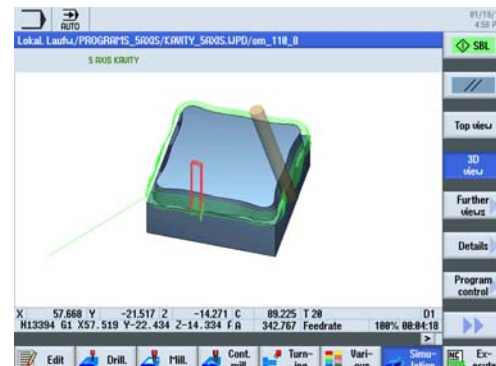 01/15/
4:58 P
AUTO
Lokal. Laufw./PROGRAMS_5AXIS/KAVITY_5AXIS.WPD/om_110_8
SBL
5 AXIS KAVITY
Top view
3D
view
Further
views
Details
Program
control
X 57.668 Y -21.517 Z -14.271 C 89.225 T 20 D1
N13394 G1 X57.519 Y-22.434 Z-14.334 F A 342.767 Feedrate 100% 00:04:18
Edit Drill. Mill. Cont. mill. Turn- ing Vari- ous Simu- lation NC Ex- ecute